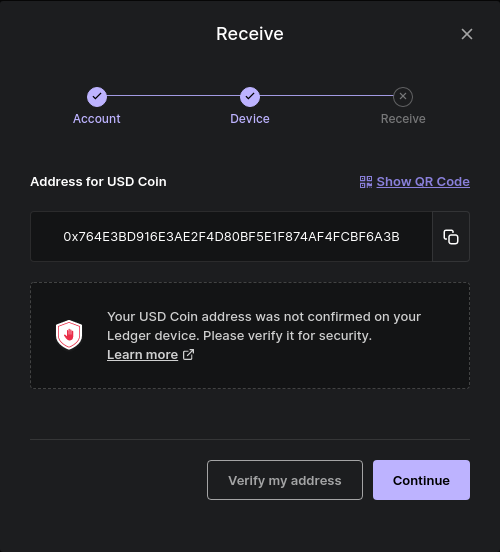 Receive
Account
Device
Receive
Address for USD Coin
Show QR Code
0x764E3BD916E3AE2F4D80BF5E1F874AF4FCBF6A3B
Your USD Coin address was not confirmed on your
Ledger device. Please verify it for security.
Learn more
Verify my address
Continue